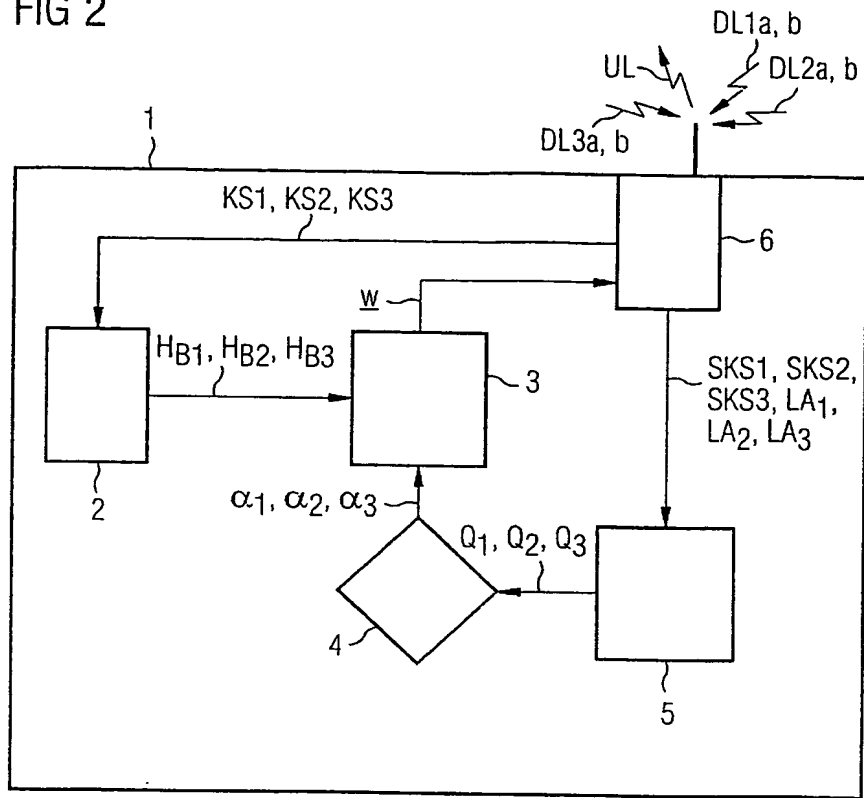 FIG 2
DL1a, b
UL
DL2a, b
DL3a, b
1
KS1, KS2, KS3
6
w
HB1, HB2, HB3
3
SKS1, SKS2,
SKS3, LA1,
LA2, LA3
2
α1, α2, α3
Q1, Q2, Q3
4
5